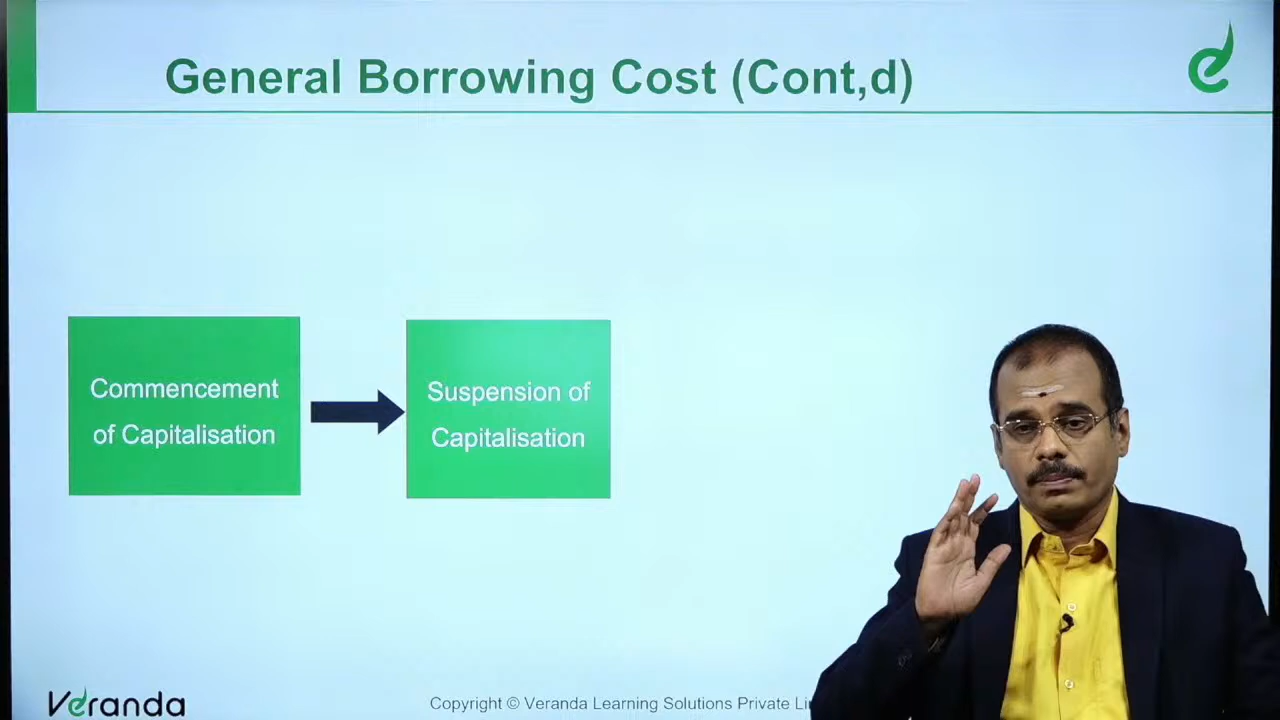 General Borrowing Cost (Cont,d)
Commencement
of Capitalisation
Suspension of
Capitalisation
Veranda
Copyright © Veranda Learning Solutions Private